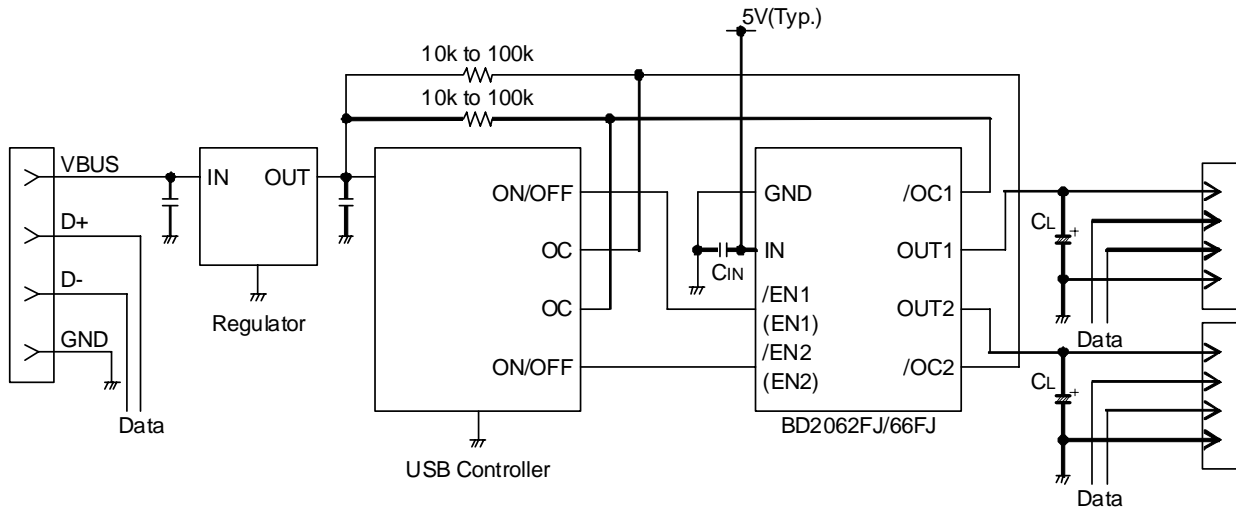 5V(Typ.)
10k to 100k
10k to 100k
VBUS
D+
D-
GND
Data
IN
OUT
Regulator
ON/OFF
OC
OC
ON/OFF
USB Controller
CIN
GND
IN
/EN1
(EN1)
/EN2
(EN2)
/OC1
OUT1
OUT2
/OC2
BD2062FJ/66FJ
CL
+
Data
CL
+
Data